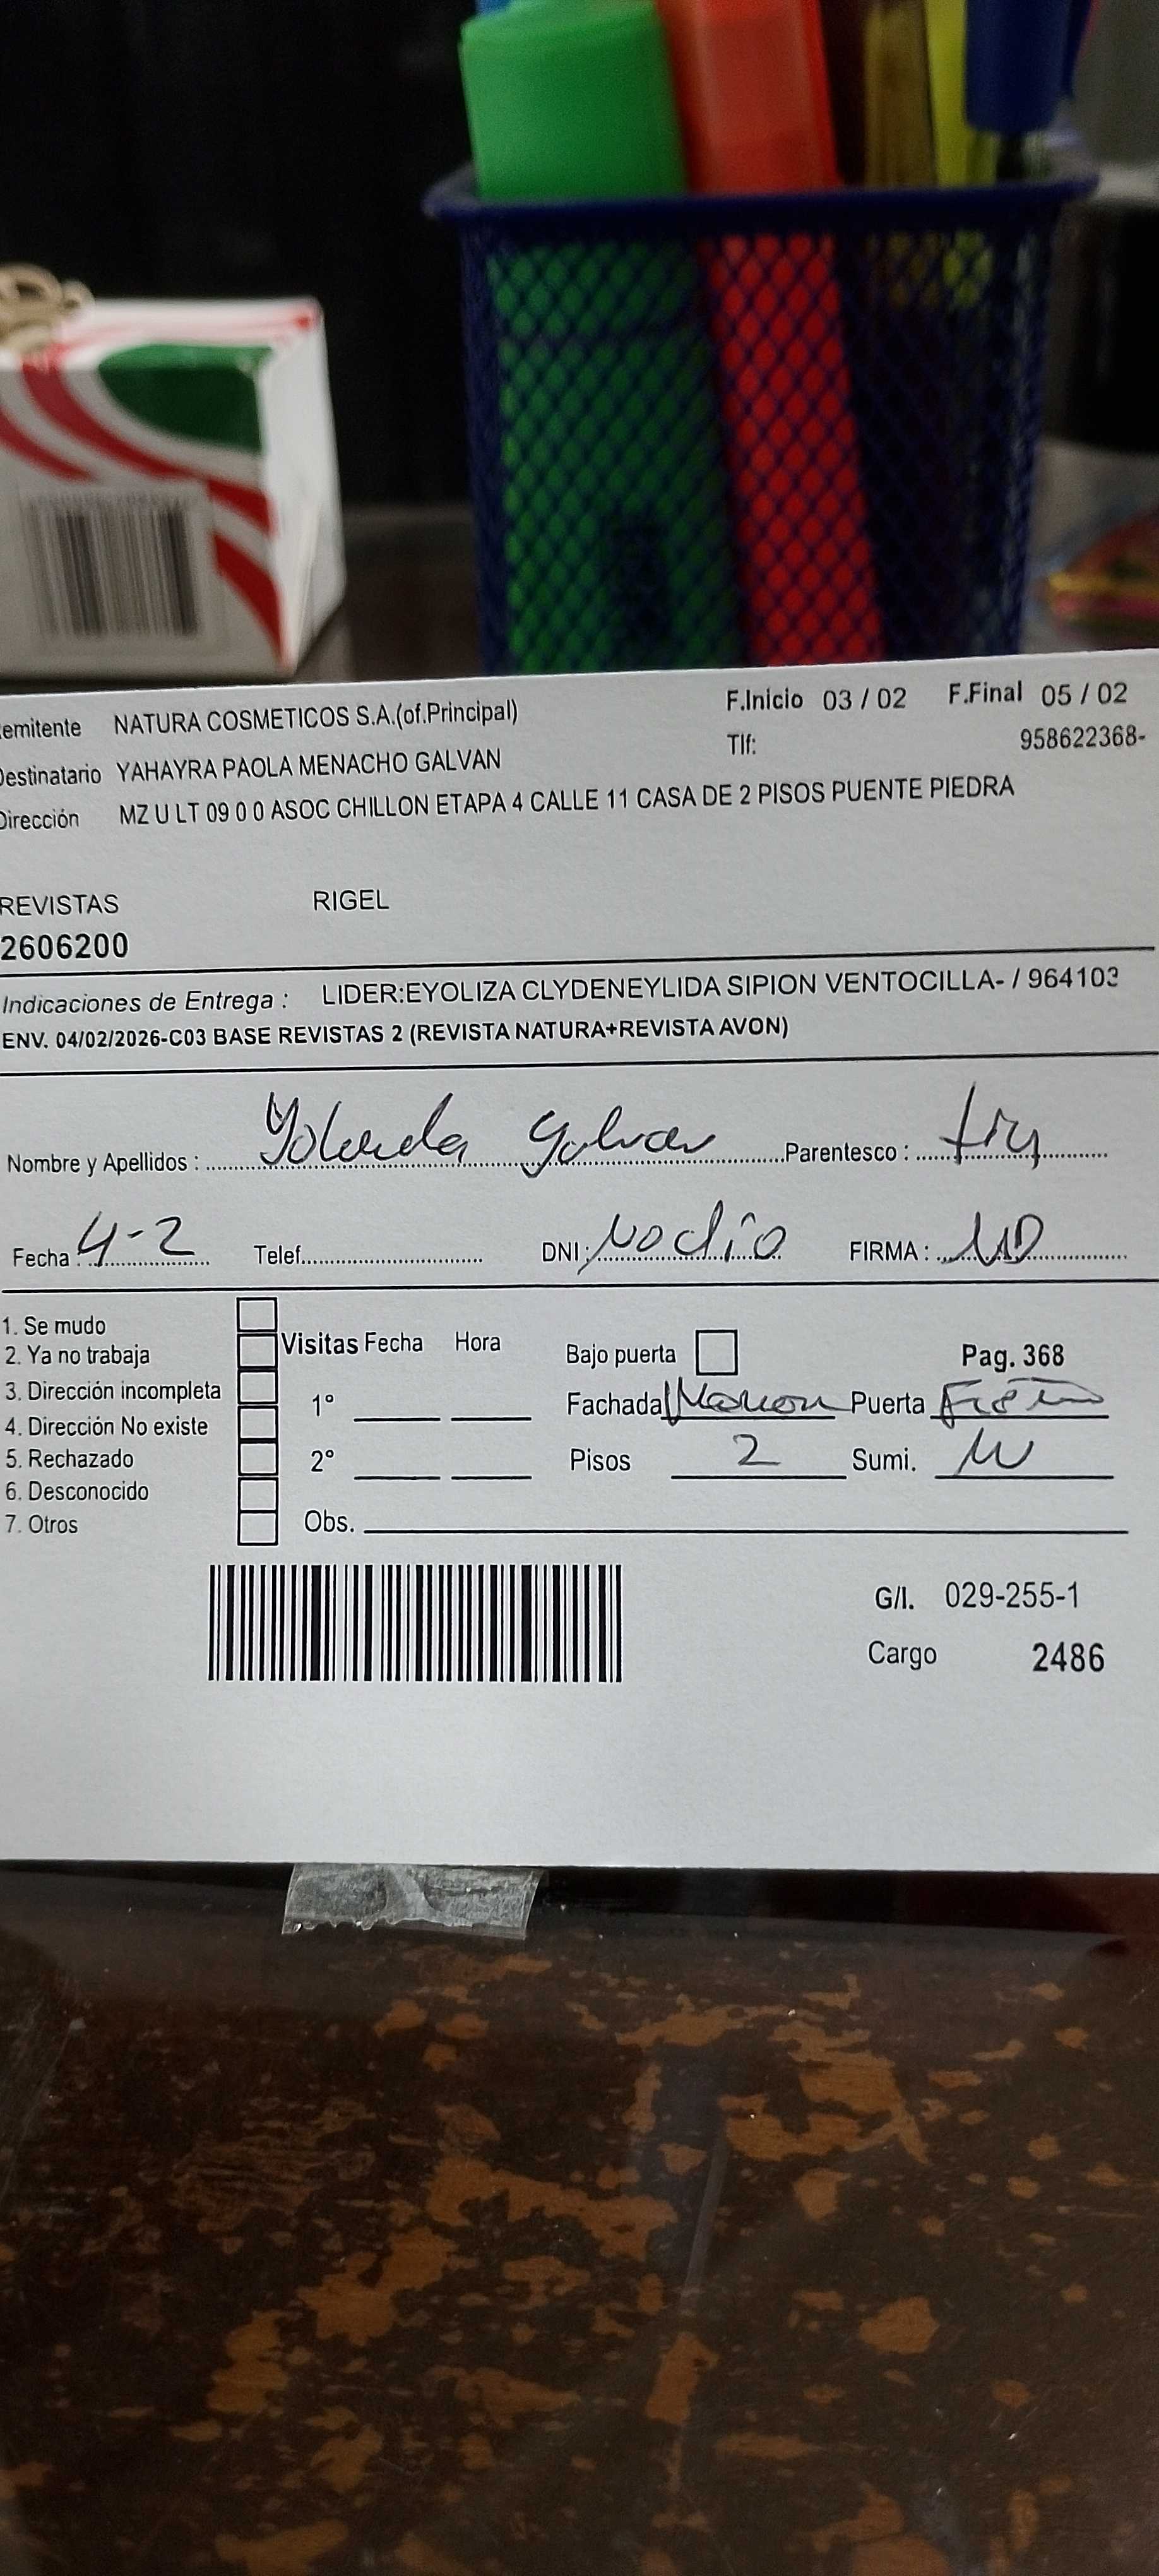 emitente NATURA COSMETICOS S.A.(of.Principal) F.Inicio 03 / 02 F.Final 05 / 02
Destinatario YAHAYRA PAOLA MENACHO GALVAN Tlf: 958622368-
Dirección MZ U LT 09 0 0 ASOC CHILLON ETAPA 4 CALLE 11 CASA DE 2 PISOS PUENTE PIEDRA
REVISTAS RIGEL
2606200
Indicaciones de Entrega : LIDER:EYOLIZA CLYDENEYLIDA SIPION VENTOCILLA- / 964103
ENV. 04/02/2026-C03 BASE REVISTAS 2 (REVISTA NATURA+REVISTA AVON)
Nombre y Apellidos : Yolanda Galvan Parentesco :
Fecha : 4-2 Telef. DNI: No dio FIRMA :
1. Se mudo
2. Ya no trabaja Visitas Fecha Hora Bajo puerta Pag. 368
3. Dirección incompleta 1° Fachada Marron Puerta
4. Dirección No existe
5. Rechazado 2° Pisos 2 Sumi.
6. Desconocido
7. Otros Obs.
G/I. 029-255-1
Cargo 2486